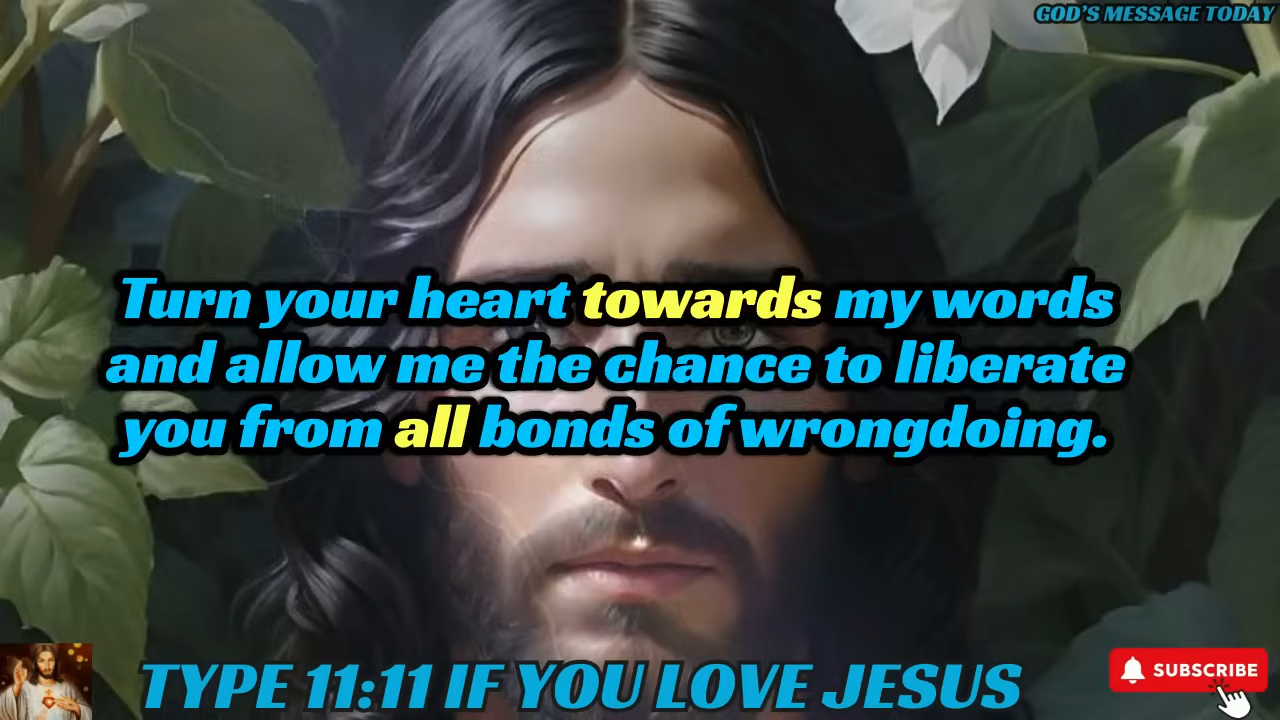 GOD'S MESSAGE TODAY
Turn your heart towards my words
and allow me the chance to liberate
you from all bonds of wrongdoing.
TYPE 11:11 IF YOU LOVE JESUS
SUBSCRIBE